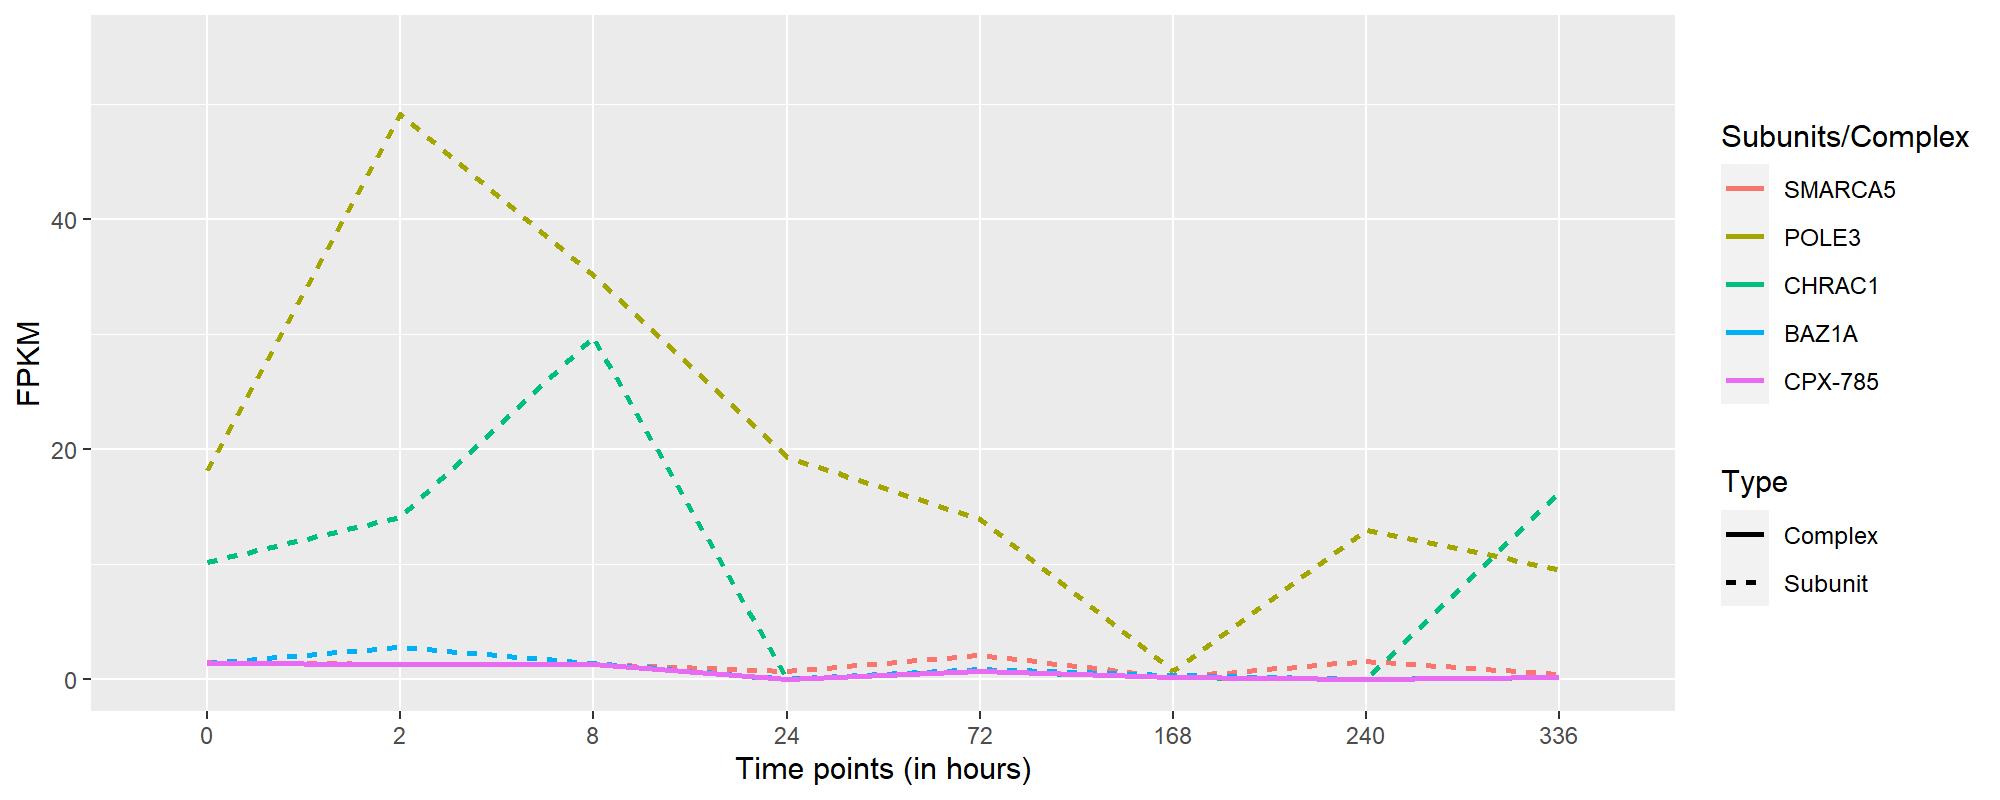 FPKM
40
20
0
0 2 8 24 72 168 240 336
Time points (in hours)
Subunits/Complex
SMARCA5
POLE3
CHRAC1
BAZ1A
CPX-785
Type
Complex
Subunit